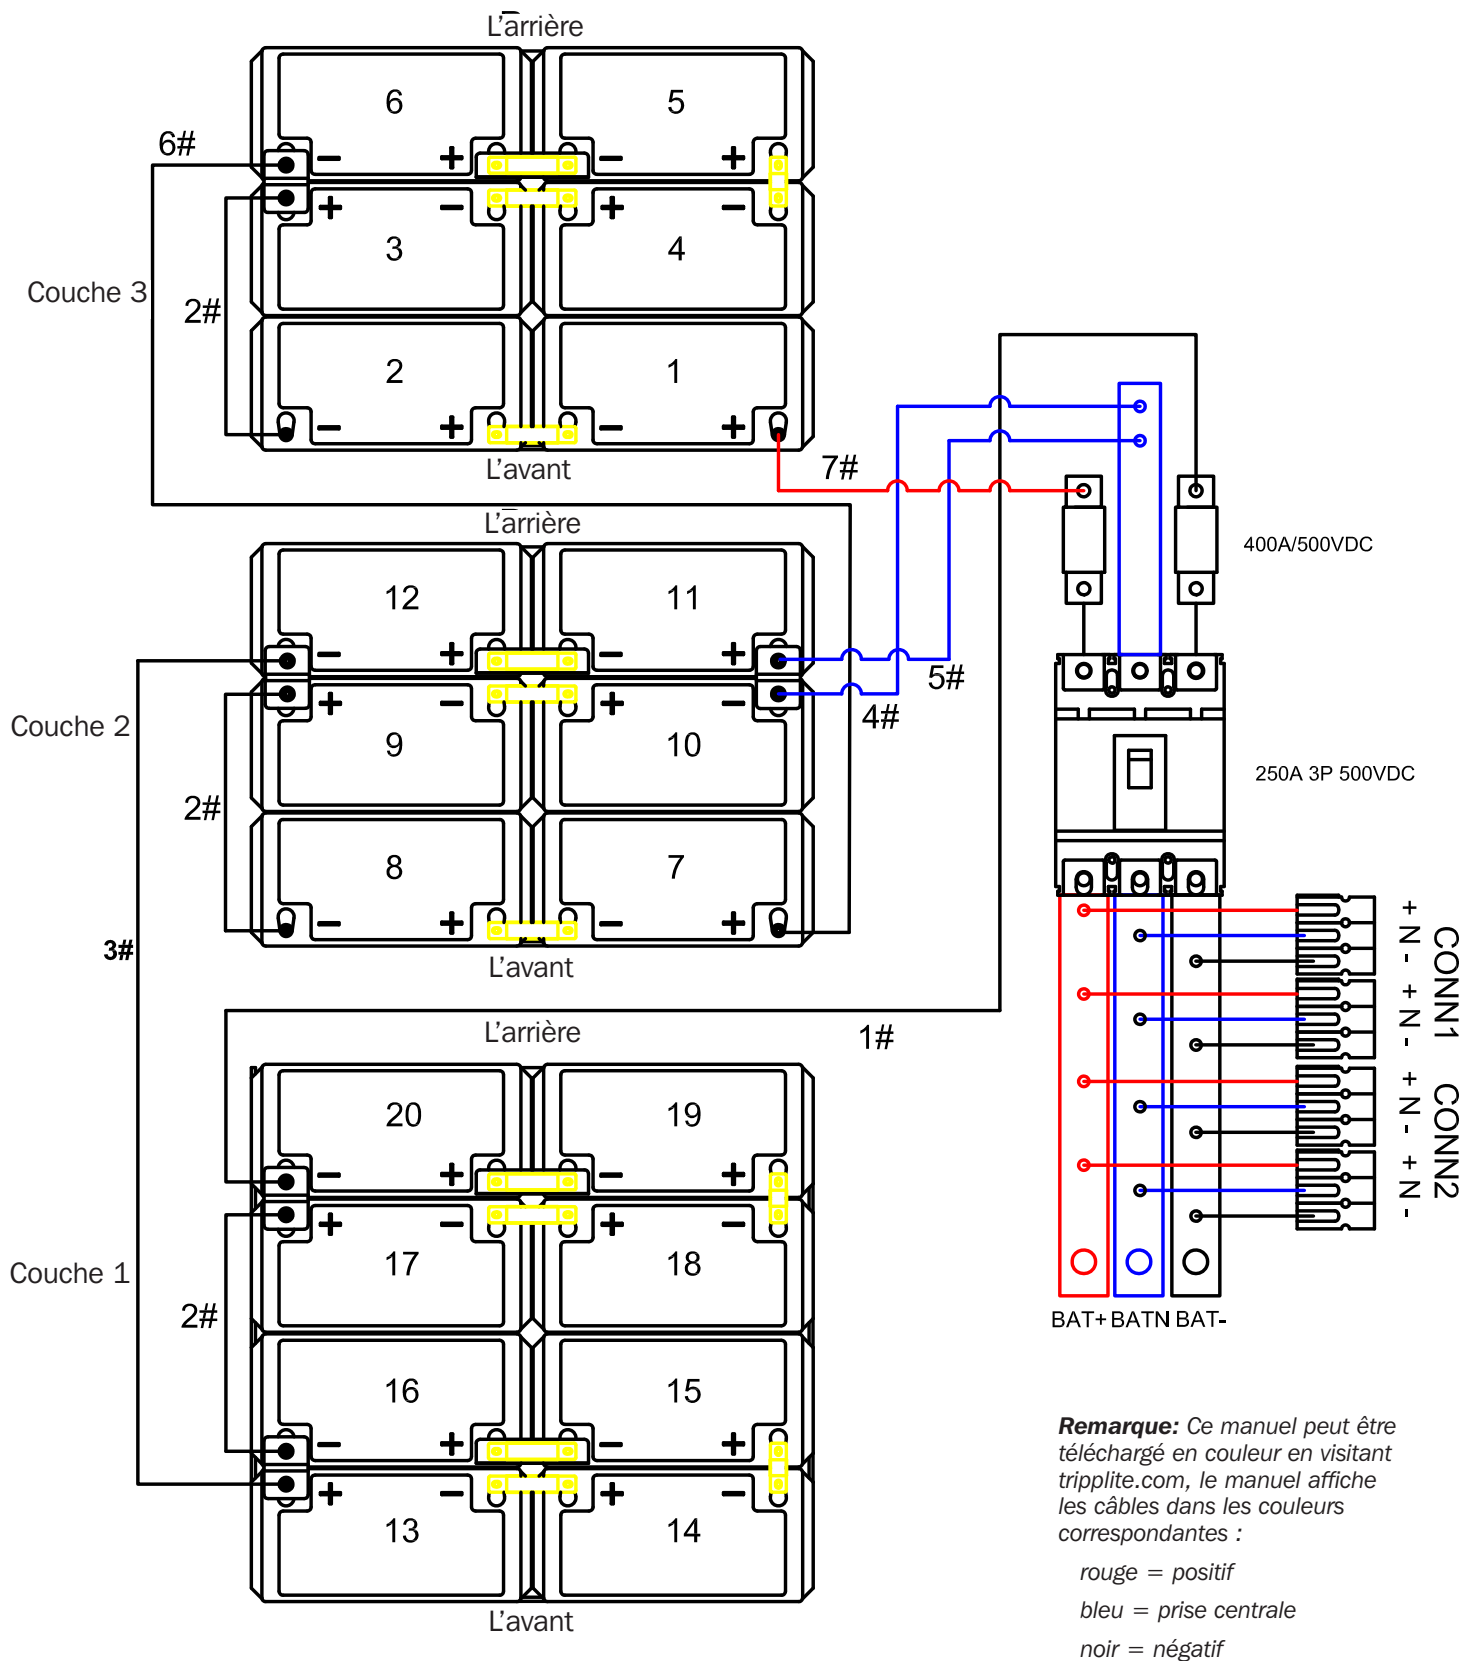 L'arrière
6
5
6#
–
+
–
+
+
–
+
–
3
4
Couche 3
2#
2
1
–
+
–
+
L'avant
7#
L'arrière
400A/500VDC
12
11
–
+
–
+
5#
+
–
+
–
4#
Couche 2
9
10
250A 3P 500VDC
2#
8
7
–
+
–
+
3#
L'avant
+ N -
CONN1
+ N -
L'arrière
1#
20
19
+ N -
CONN2
+ N -
–
+
–
+
+
–
+
–
17
18
Couche 1
2#
BAT+ BATN BAT-
16
15
–
+
–
+
+
–
+
–
13
14
L'avant
Remarque: Ce manuel peut être
téléchargé en couleur en visitant
tripplite.com, le manuel affiche
les câbles dans les couleurs
correspondantes :
rouge = positif
bleu = prise centrale
noir = négatif